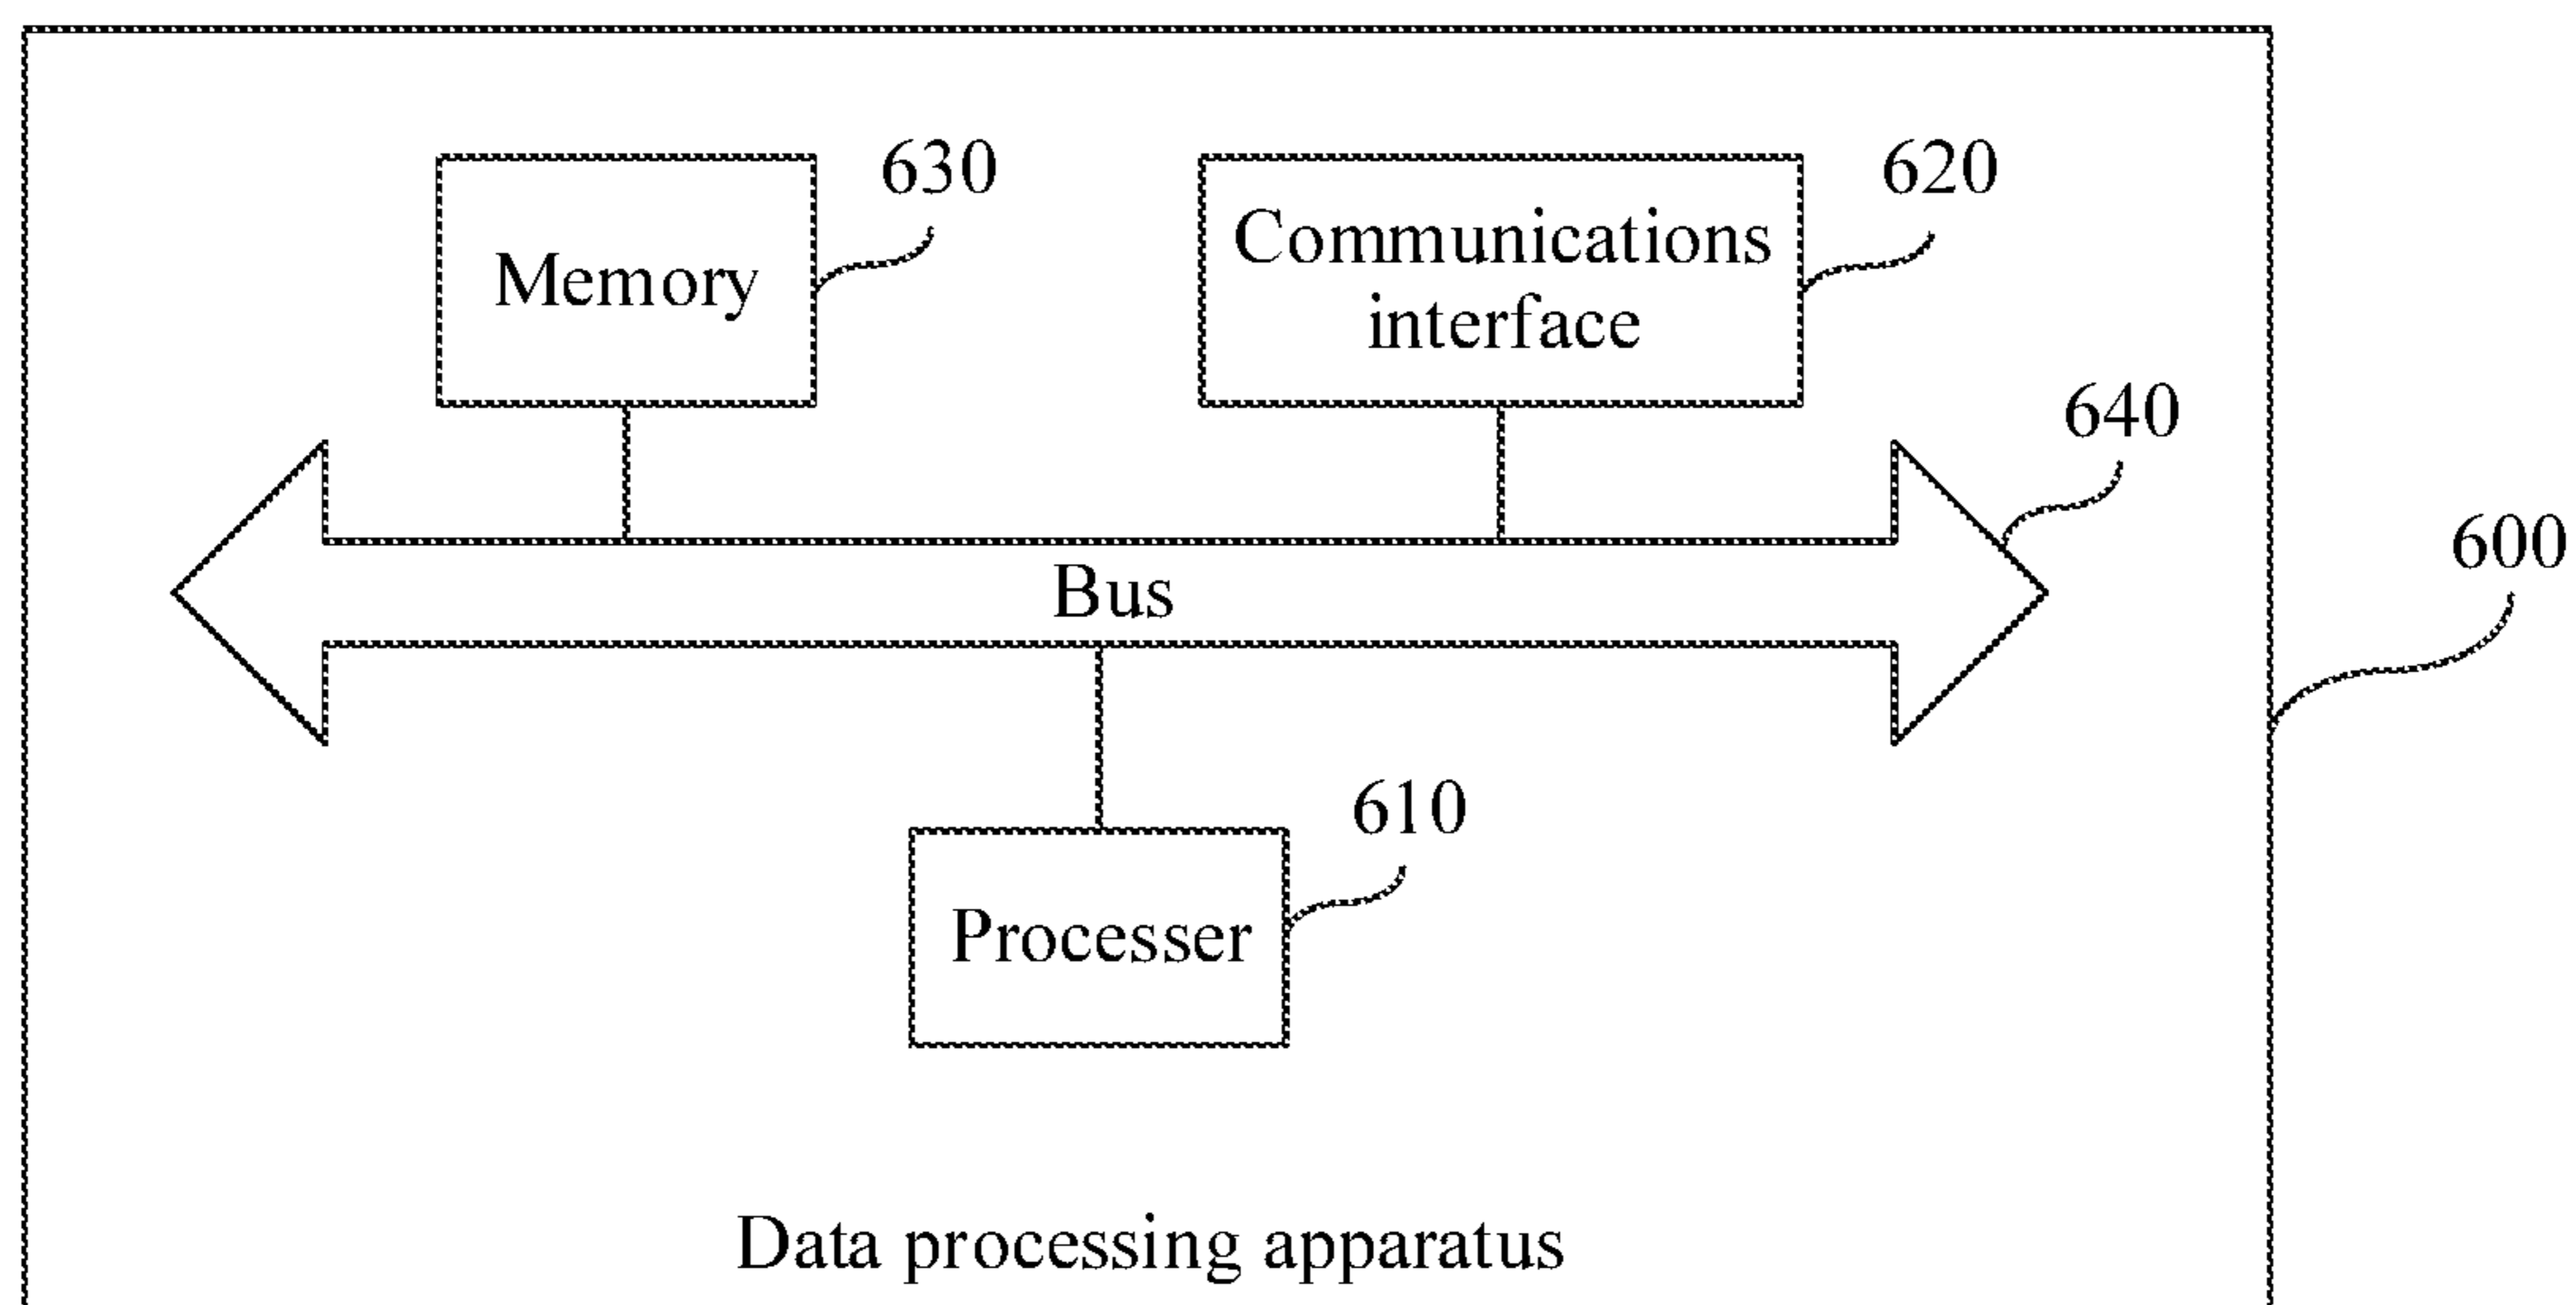 630
620
Memory
Communications
interface
640
600
Bus
610
Processer
Data processing apparatus